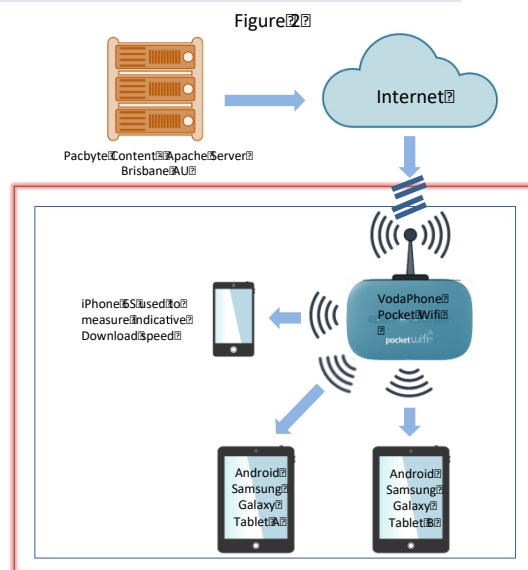 Figure 2
Internet
Pacbyte Content Apache Server
Brisbane AU
iPhone 6S used to
measure indicative
Download speed
VodaPhone
Pocket Wifi
pocket wifi
Android
Samsung
Galaxy
Tablet A
Android
Samsung
Galaxy
Tablet B